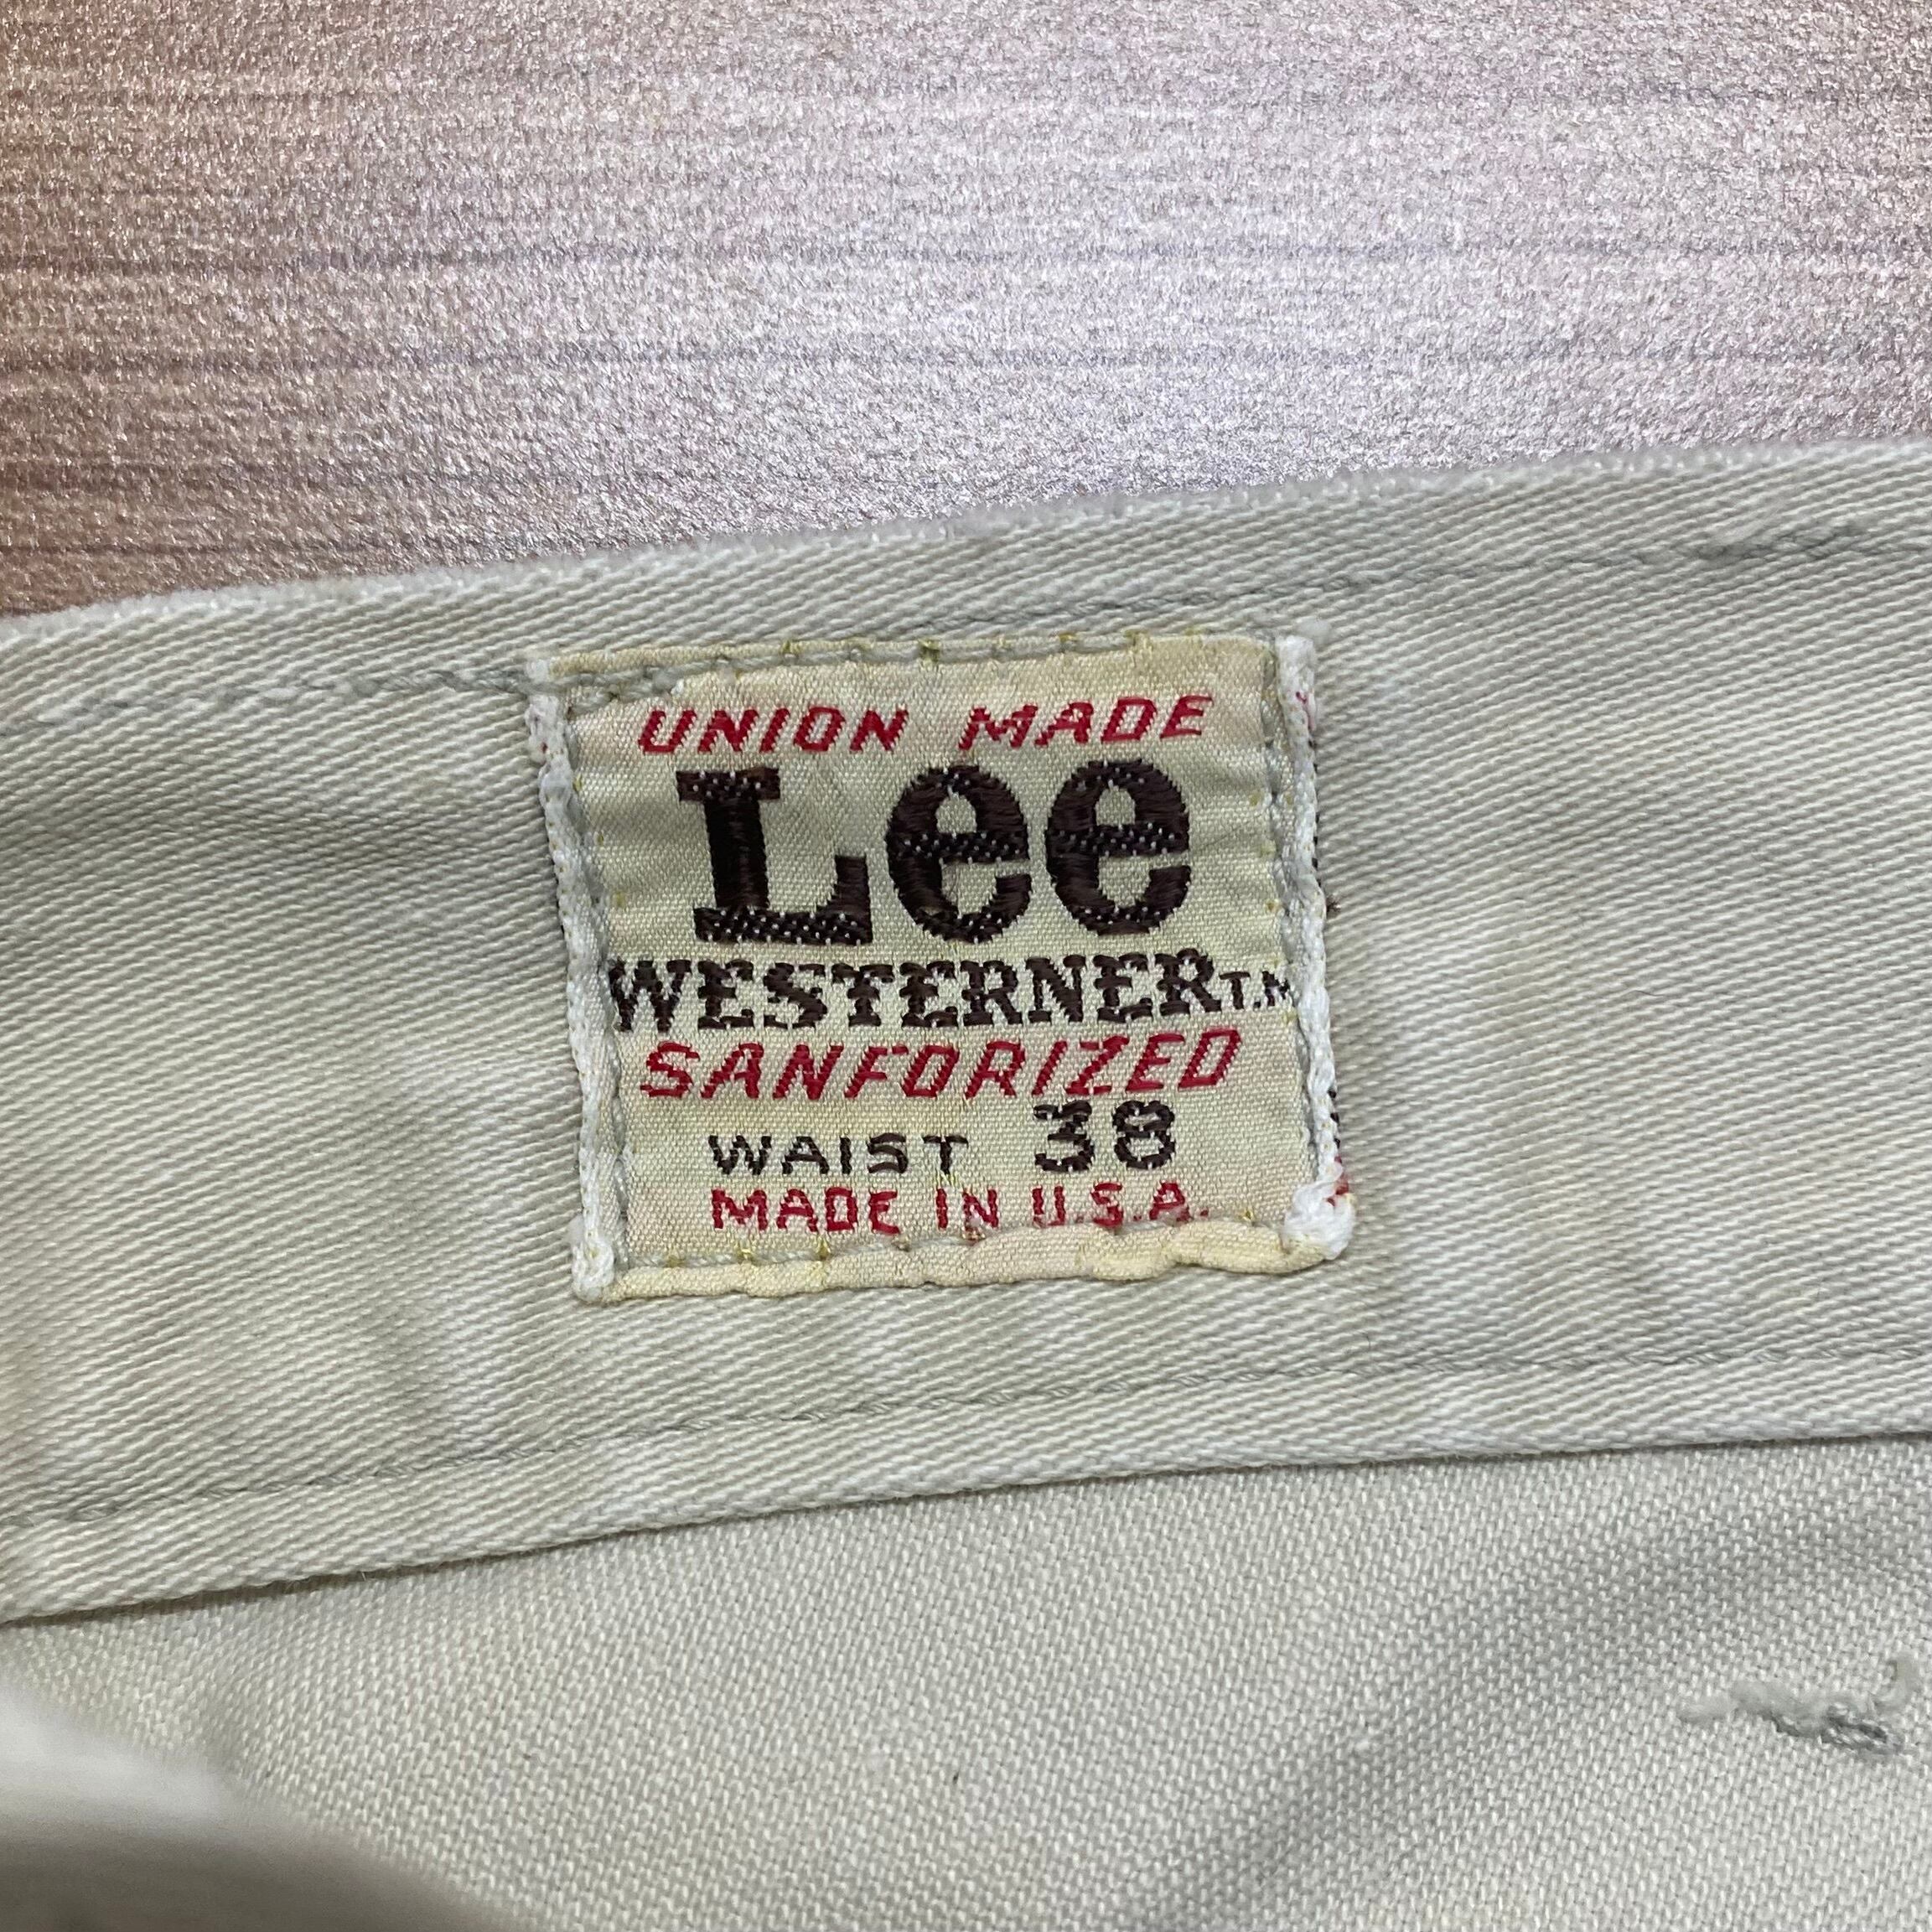 UNION MADE
Lee
WESTERNER T.M
SANFORIZED
WAIST 38
MADE IN U.S.A.